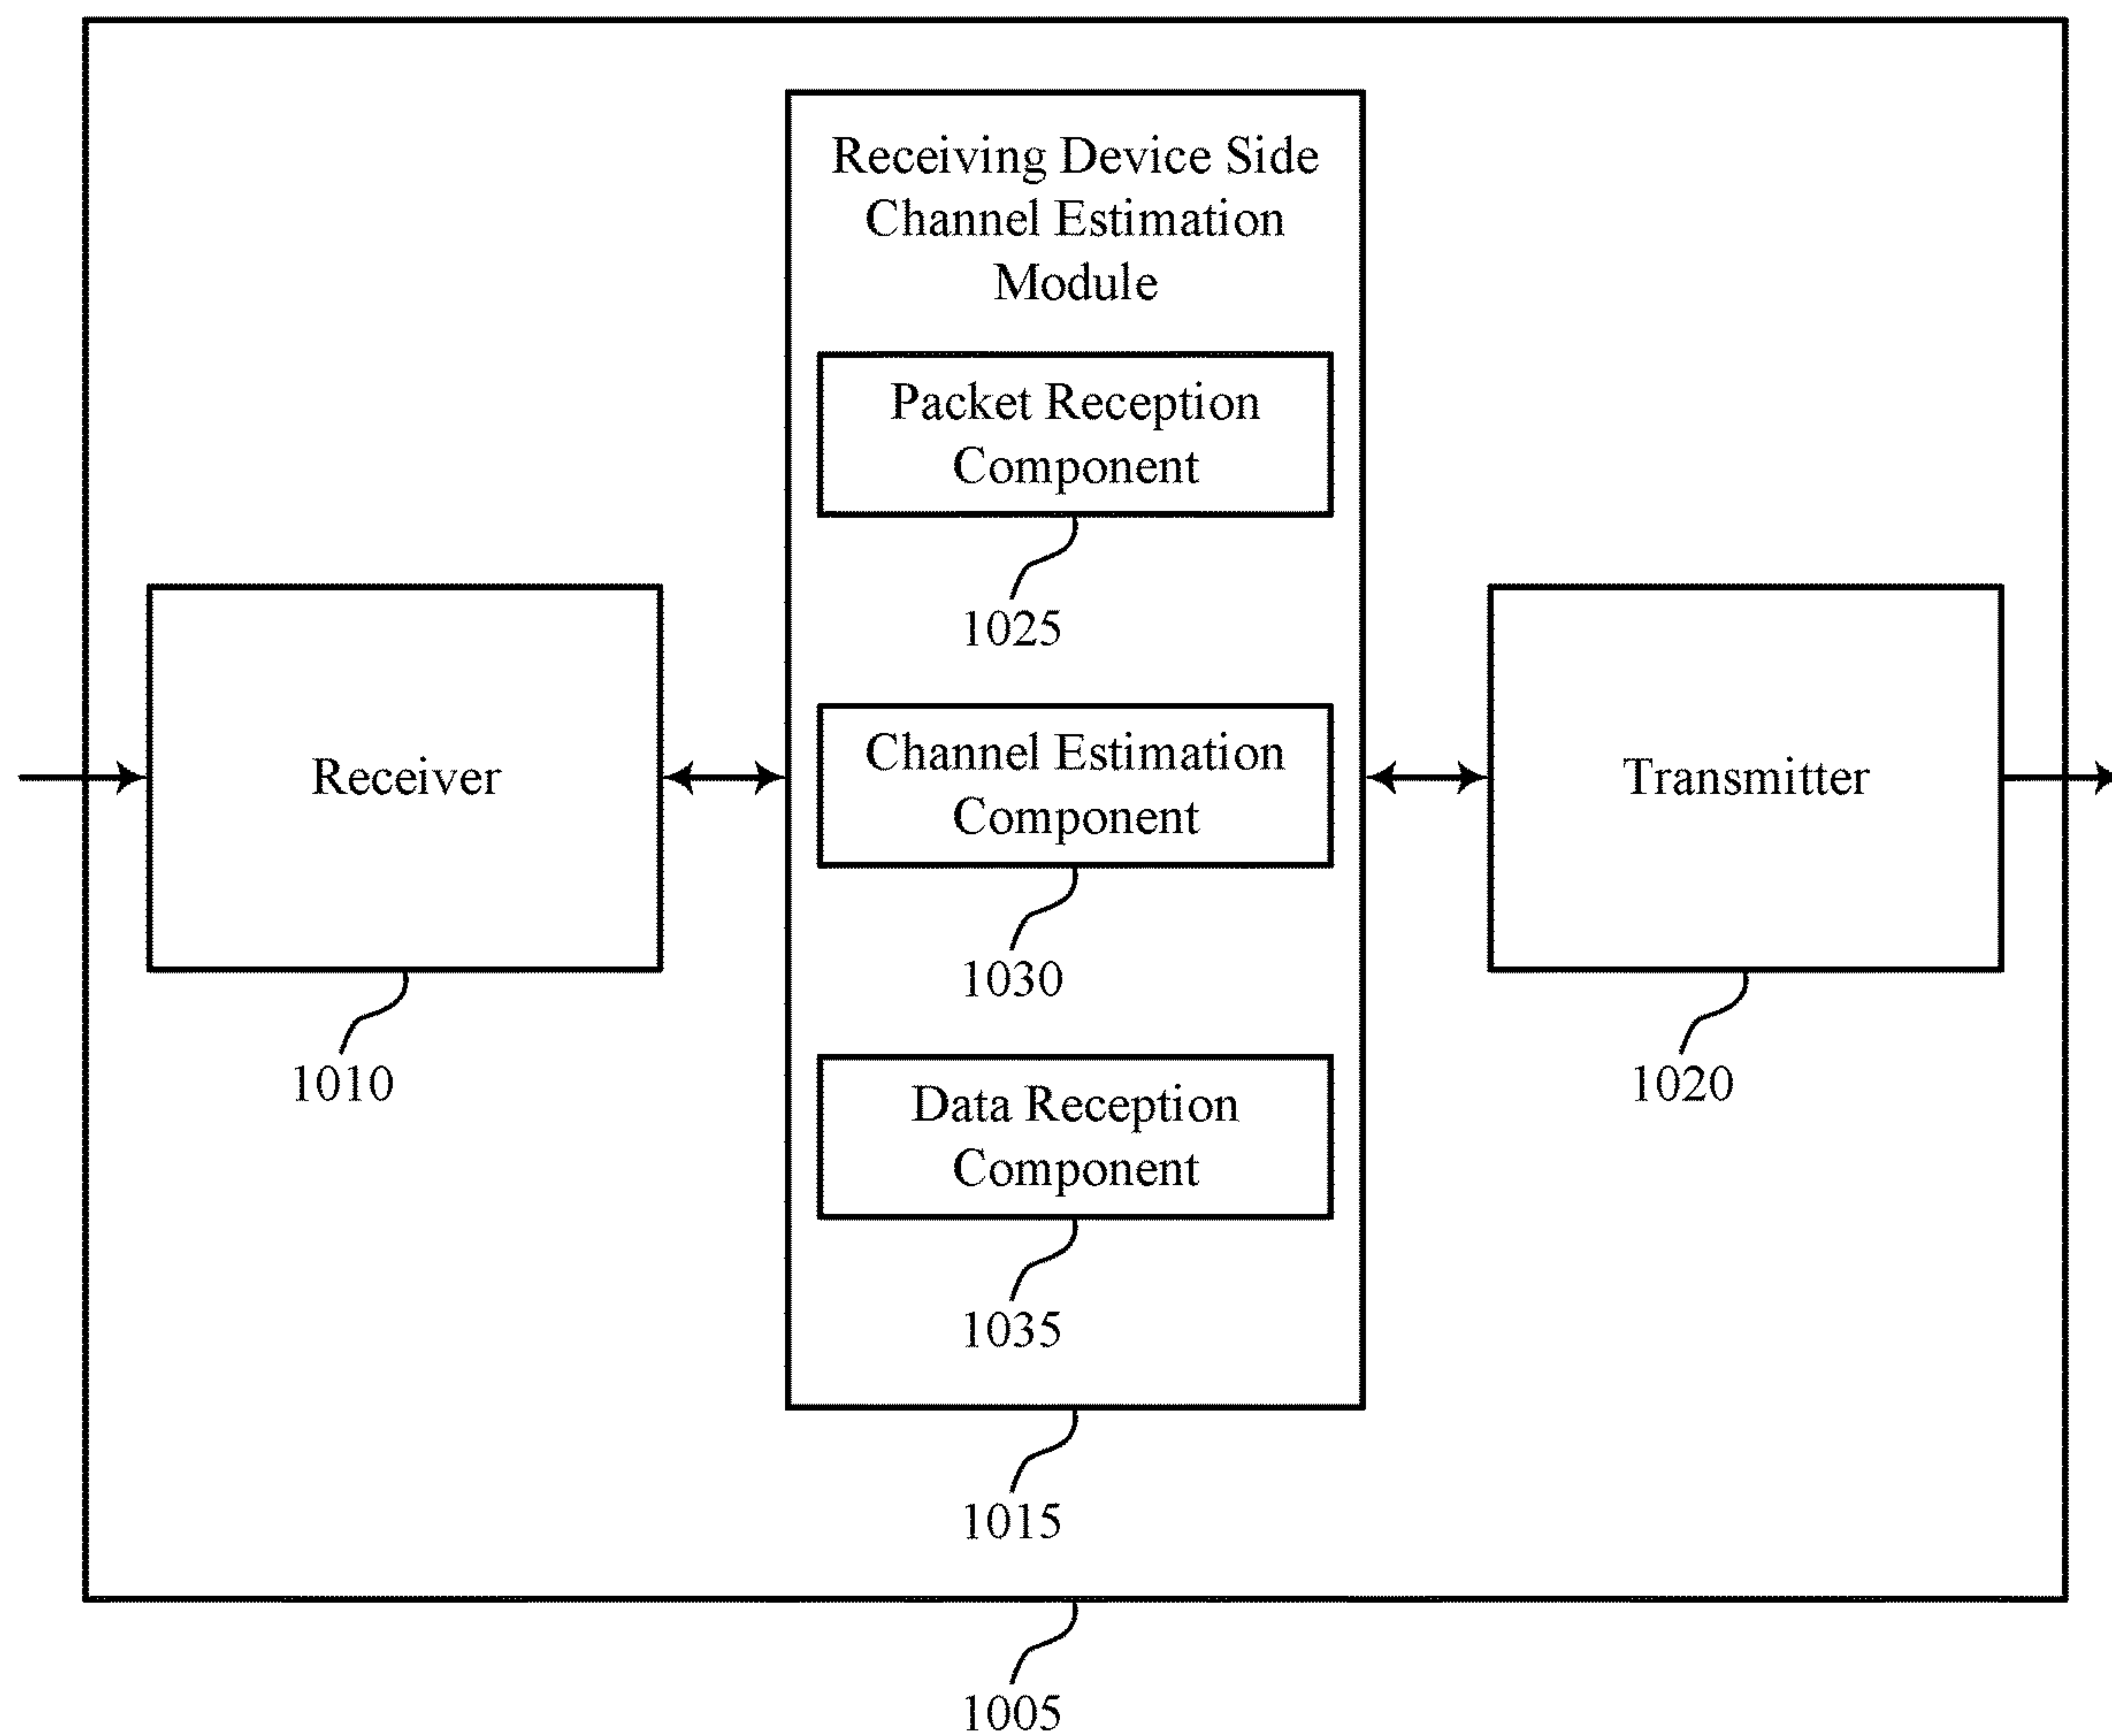 Receiving Device Side
Channel Estimation
Module
Packet Reception
Component
1025
Receiver
1010
Channel Estimation
Component
1030
Transmitter
1020
Data Reception
Component
1035
1015
1005